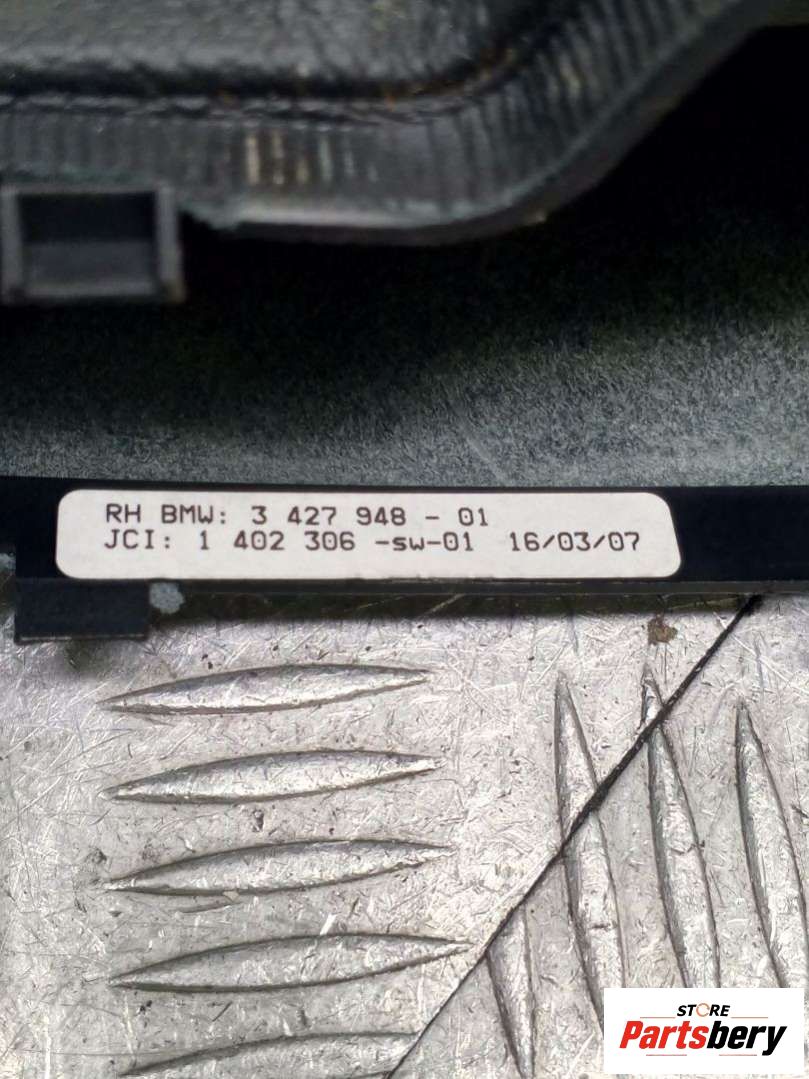 RH BMW: 3 427 948 - 01
JCI: 1 402 306 -sw-01 16/03/07
STORE
Partsbery